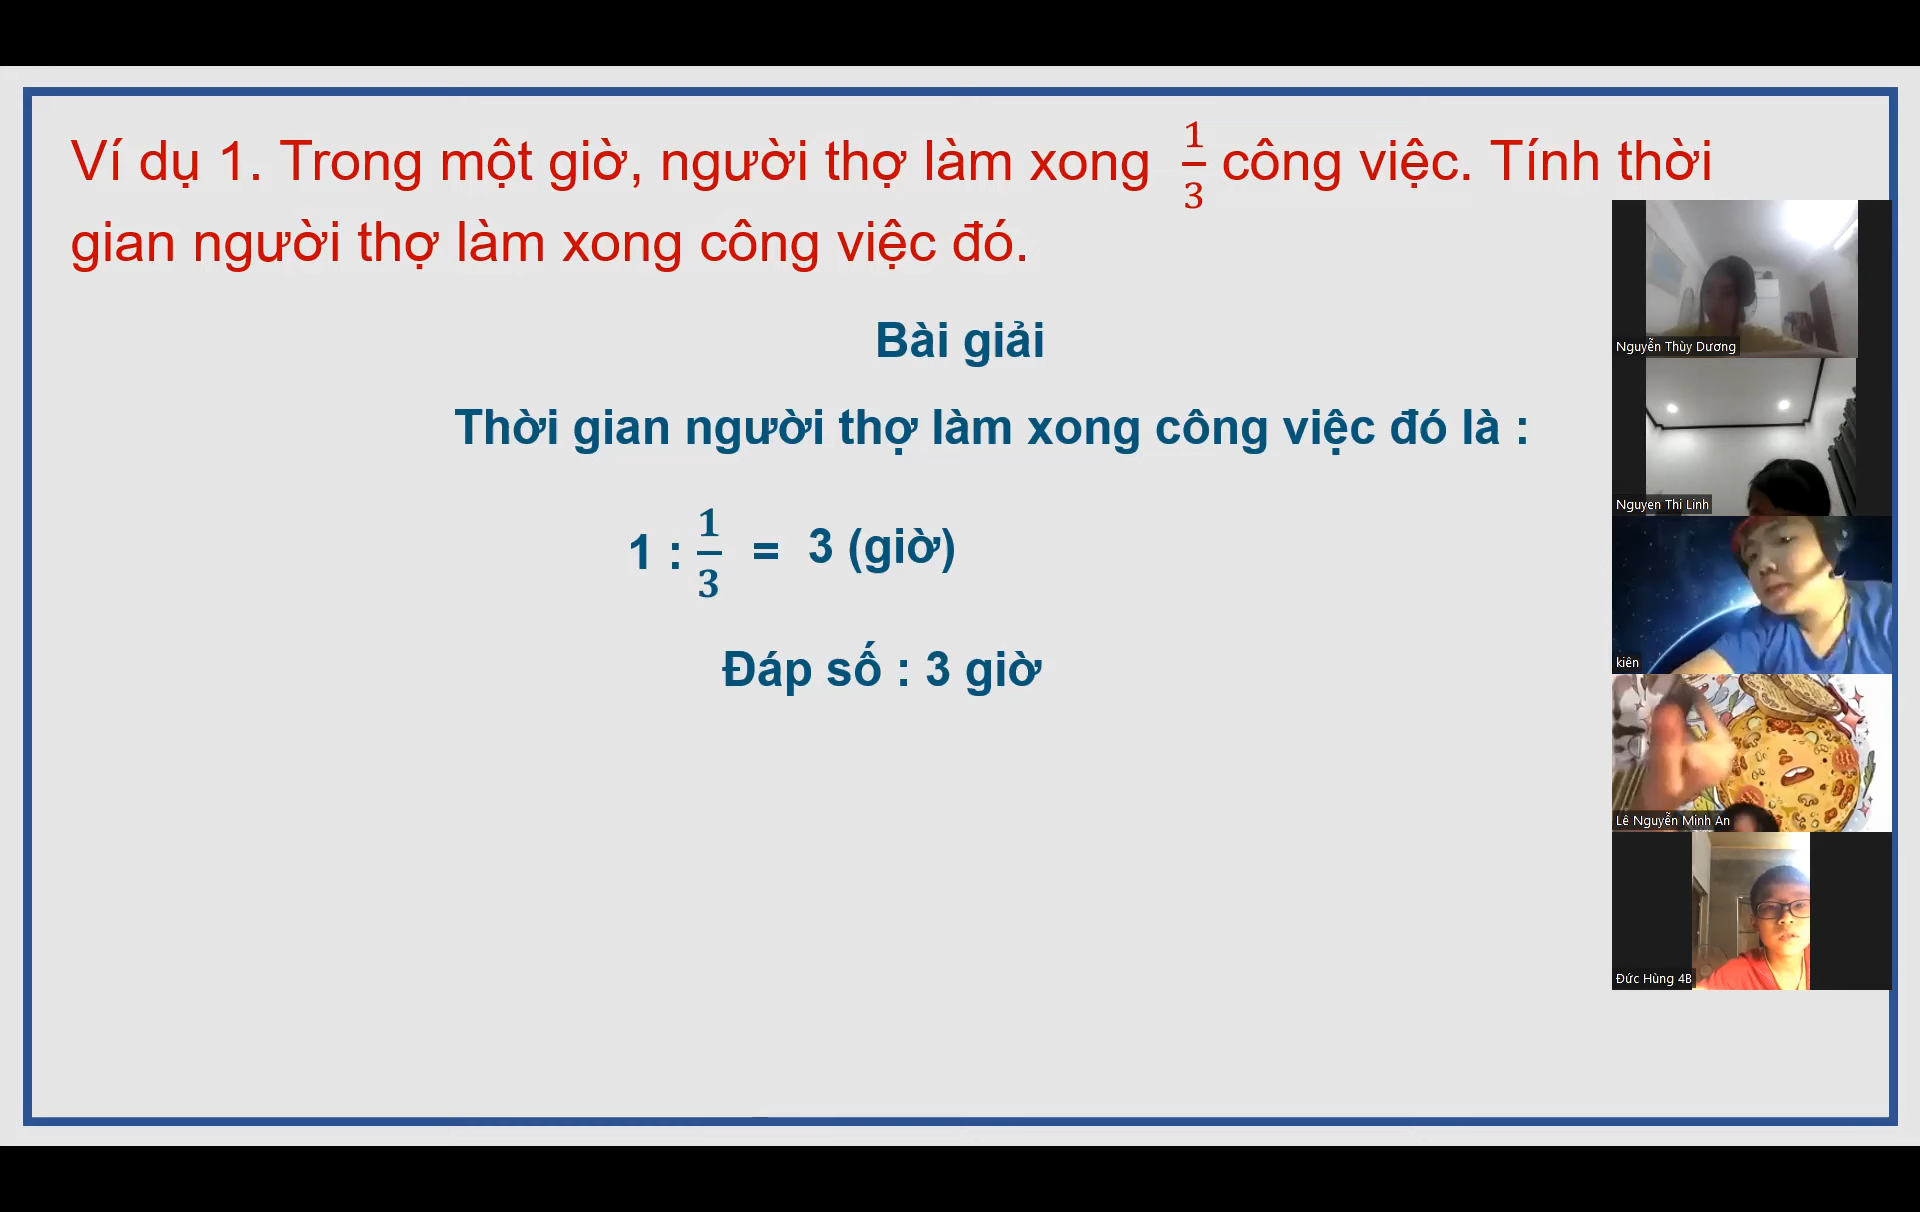 Ví dụ 1. Trong một giờ, người thợ làm xong 1/3 công việc. Tính thời
gian người thợ làm xong công việc đó.
Bài giải
Thời gian người thợ làm xong công việc đó là :
1 : 1/3 = 3 (giờ)
Đáp số : 3 giờ
Nguyễn Thùy Dương
Nguyen Thi Linh
kiên
Lê Nguyễn Minh An
Đức Hùng 4B